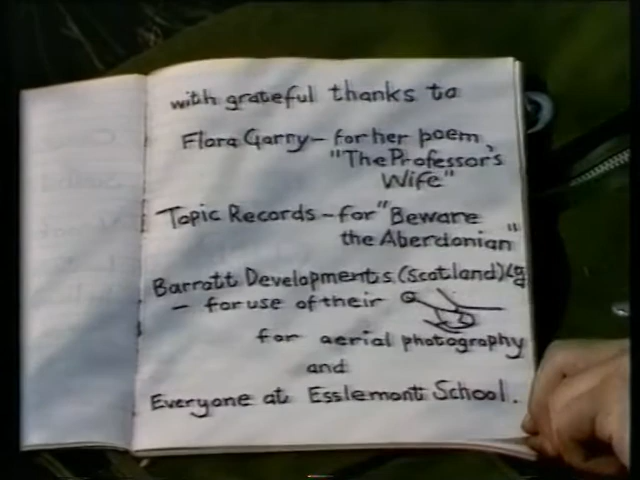 with grateful thanks to
Flora Garry - for her poem,
"The Professor's
Wife"
Topic Records - for "Beware
the Aberdonian"
Barratt Developments (Scotland)
- for use of their
for aerial photography
and
Everyone at Esslemont School.